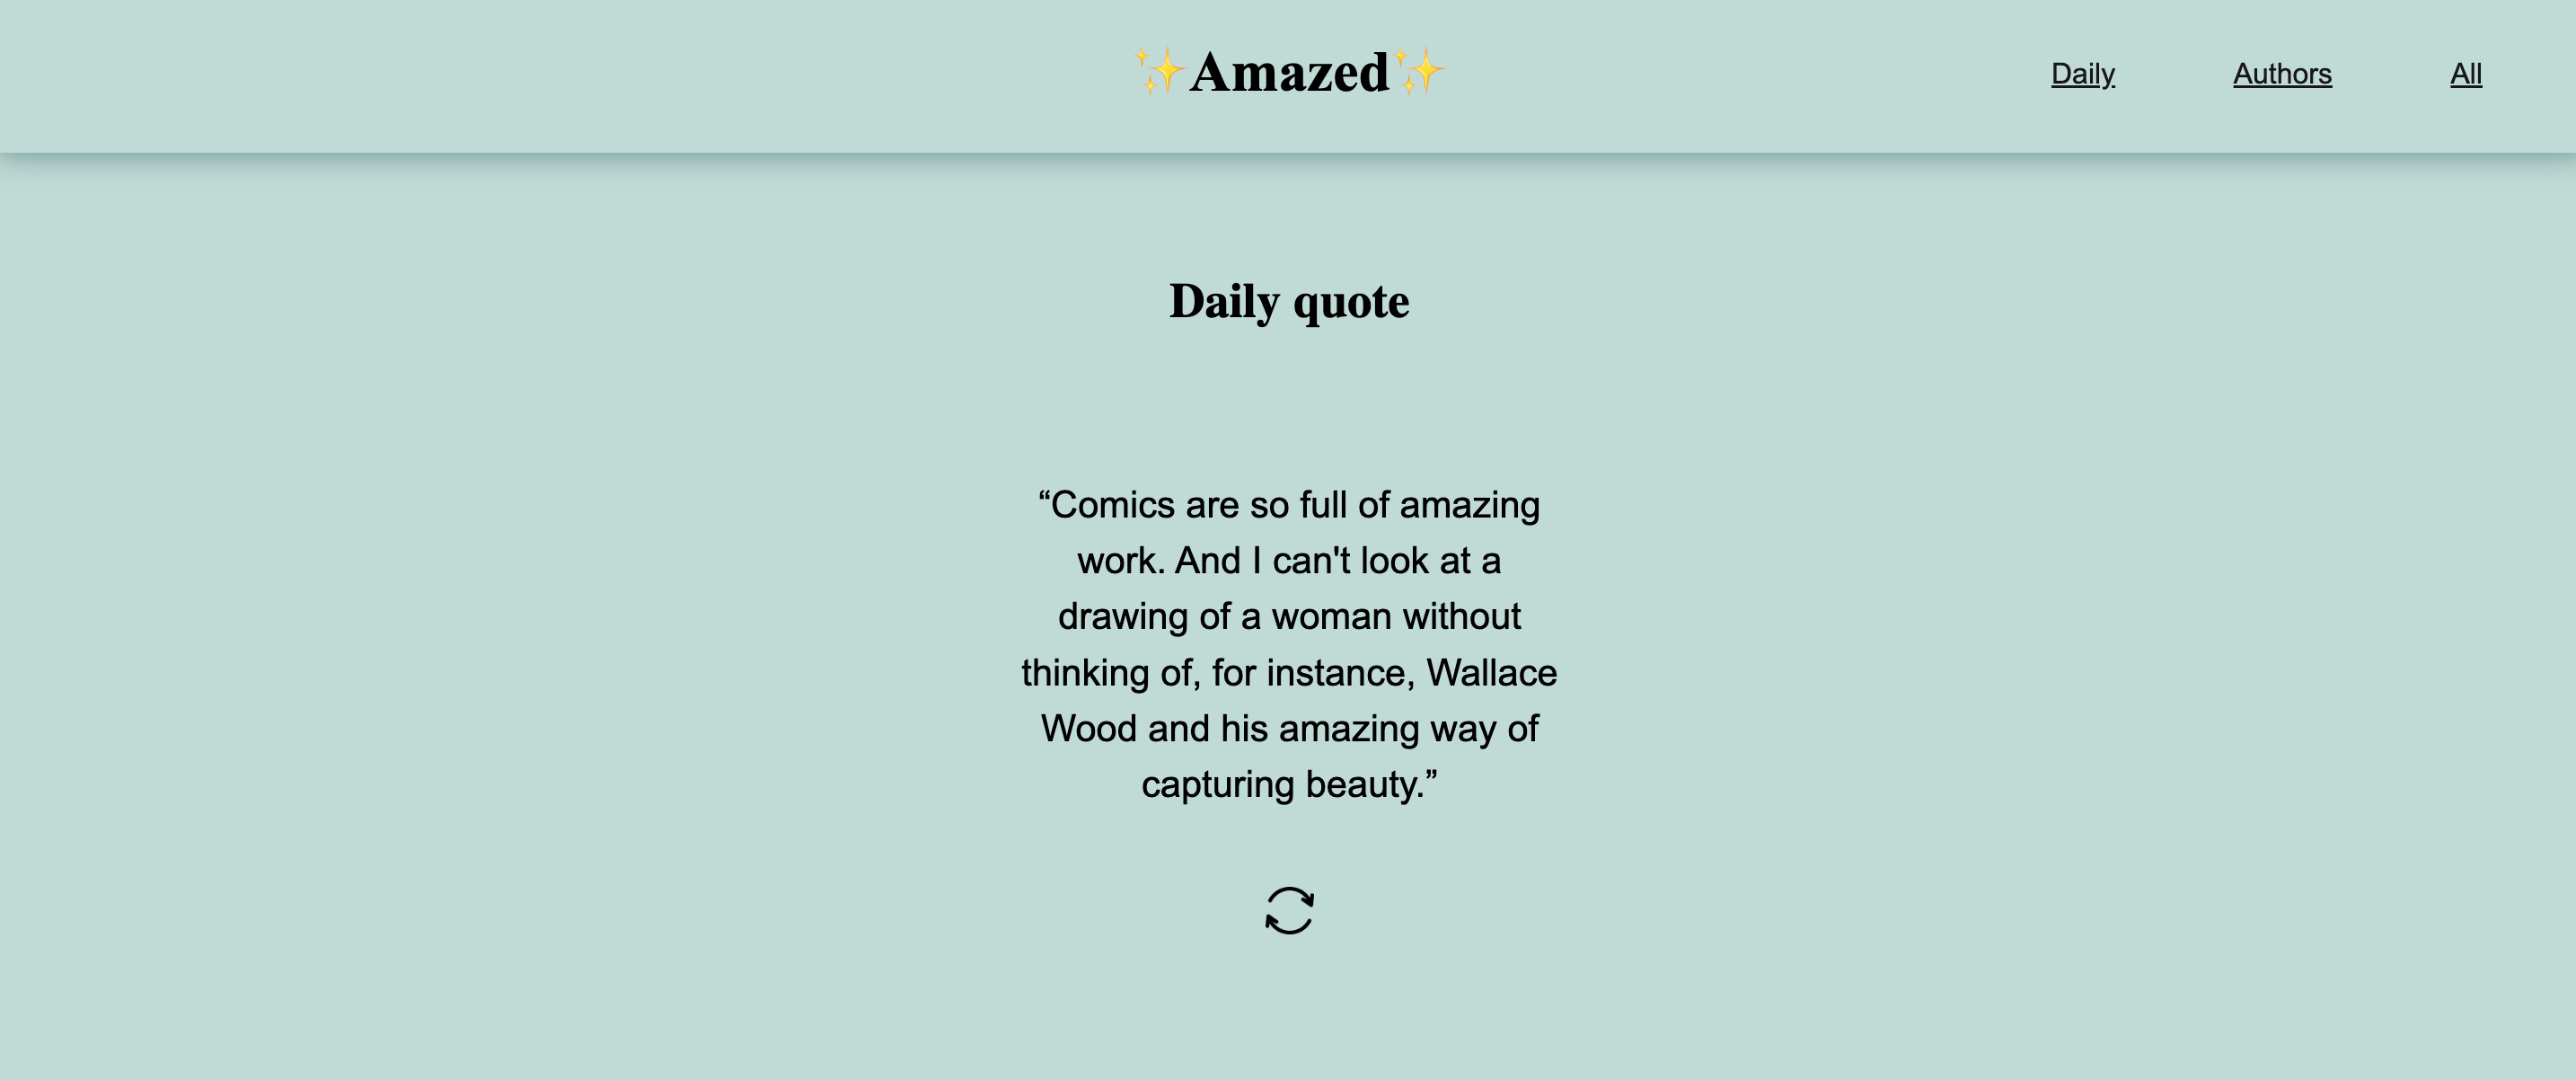 ✨Amazed✨
Daily
Authors
All
Daily quote
“Comics are so full of amazing
work. And I can't look at a
drawing of a woman without
thinking of, for instance, Wallace
Wood and his amazing way of
capturing beauty.”